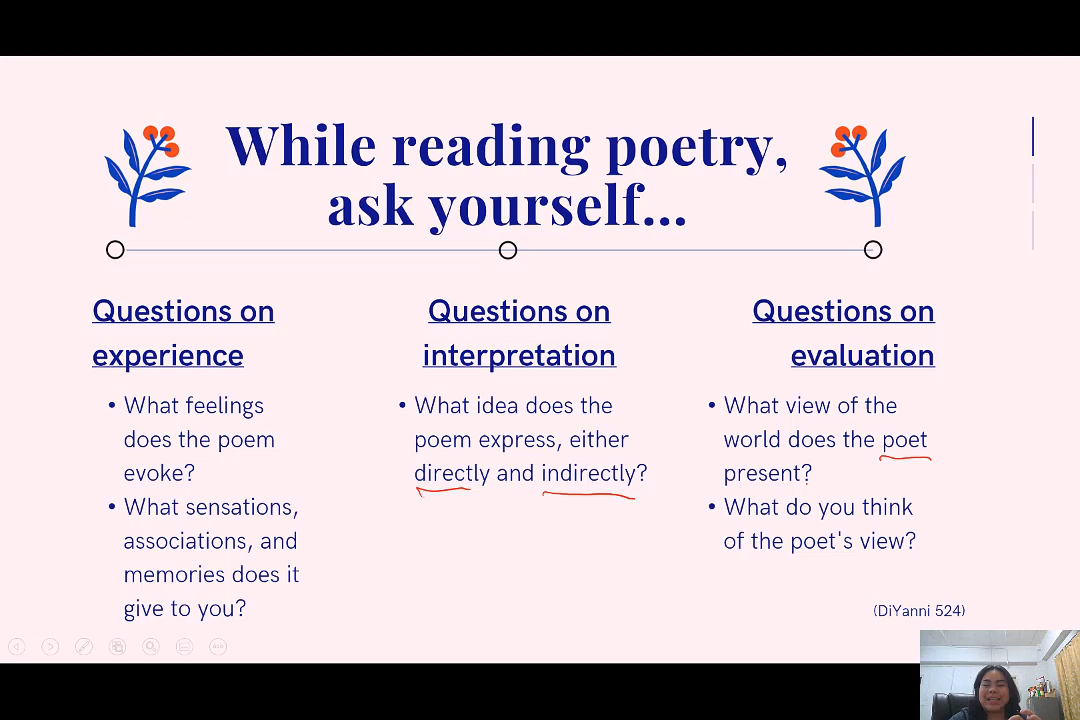 While reading poetry,
ask yourself...
Questions on
experience
• What feelings
does the poem
evoke?
• What sensations,
associations, and
memories does it
give to you?
Questions on
interpretation
• What idea does the
poem express, either
directly and indirectly?
Questions on
evaluation
• What view of the
world does the poet
present?
• What do you think
of the poet's view?
(DiYanni 524)